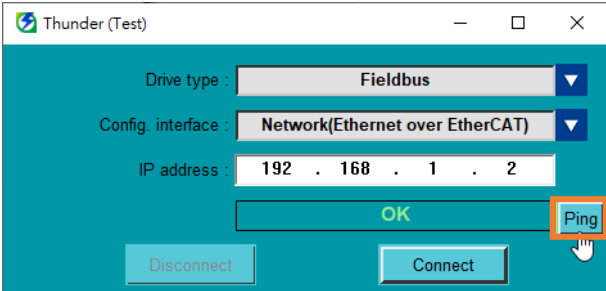 Thunder (Test)
Drive type : Fieldbus
Config. interface : Network(Ethernet over EtherCAT)
IP address : 192 . 168 . 1 . 2
OK Ping
Disconnect Connect